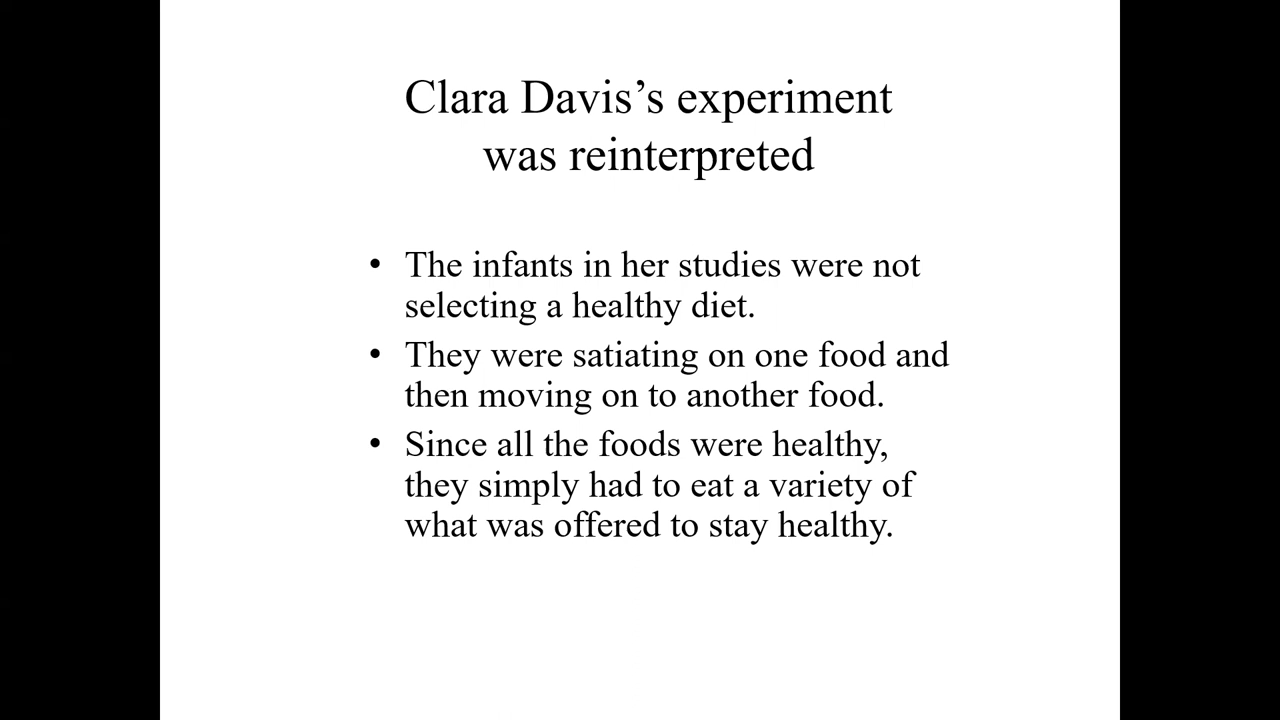 Clara Davis’s experiment
was reinterpreted
• The infants in her studies were not
selecting a healthy diet.
• They were satiating on one food and
then moving on to another food.
• Since all the foods were healthy,
they simply had to eat a variety of
what was offered to stay healthy.